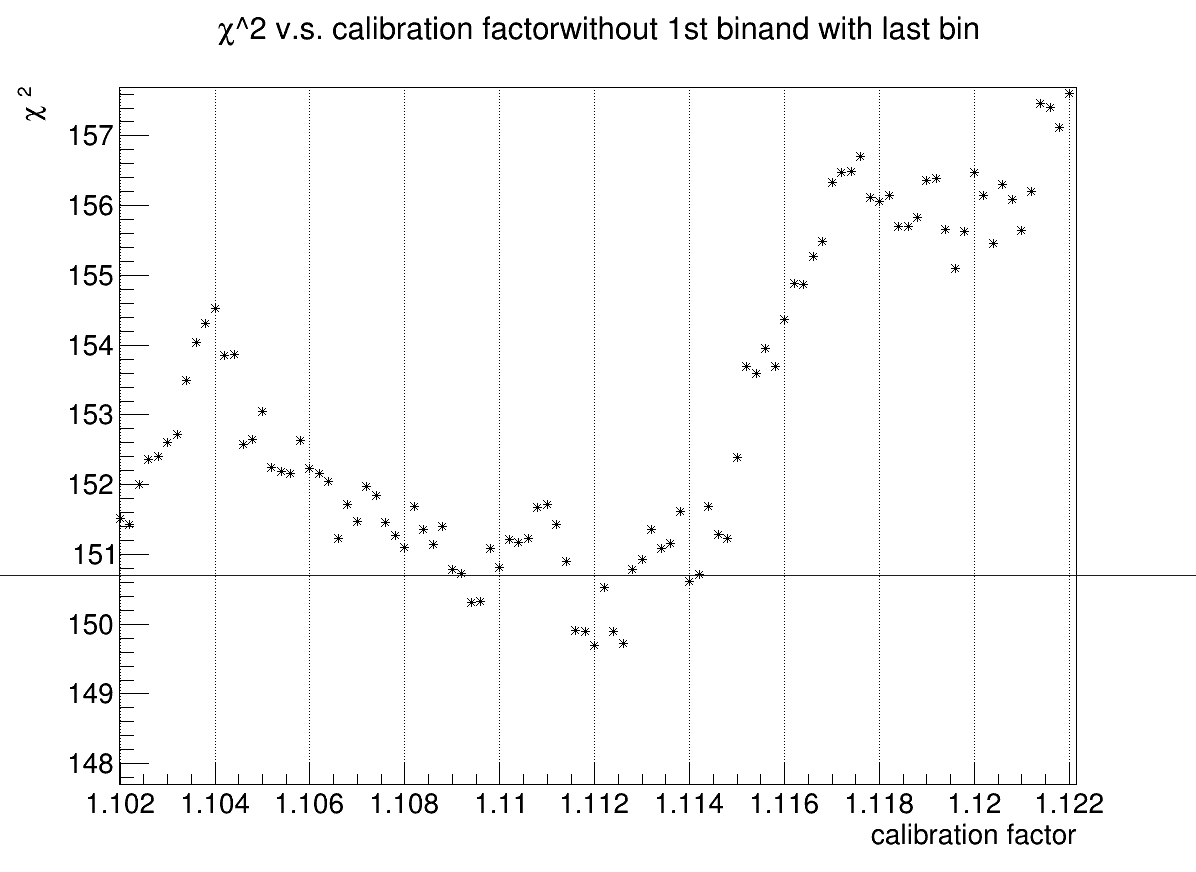 χ^2 v.s. calibration factorwithout 1st binand with last bin
χ 2
157
156
155
154
153
152
151
150
149
148
1.102 1.104 1.106 1.108 1.11 1.112 1.114 1.116 1.118 1.12 1.122
calibration factor